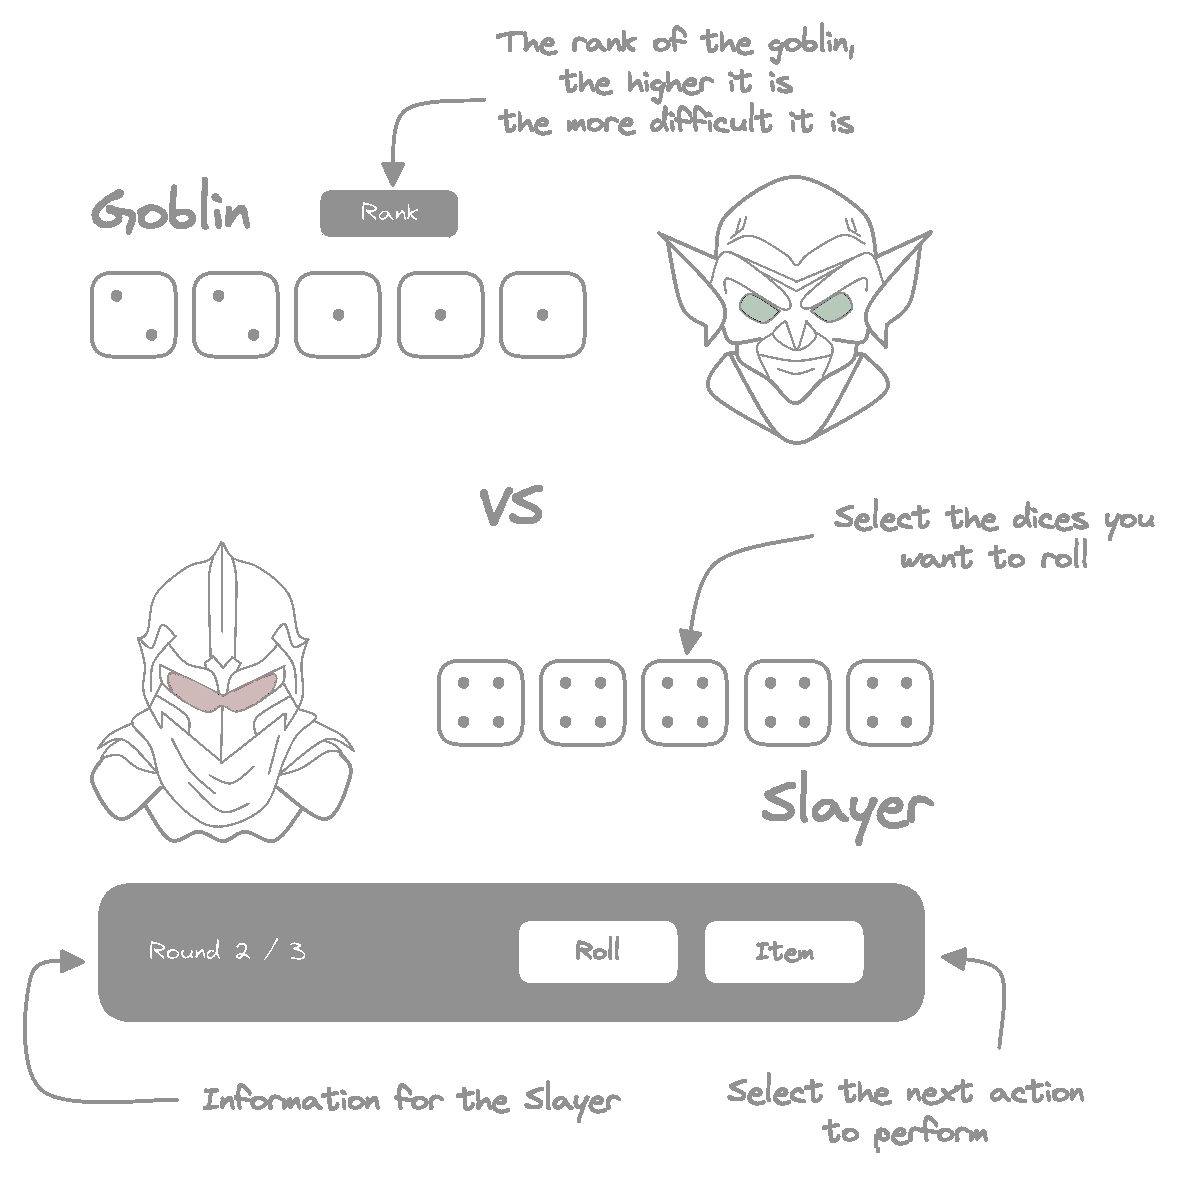 The rank of the goblin,
the higher it is
the more difficult it is
Goblin
Rank
VS
Select the dices you
want to roll
Slayer
Round 2 / 3
Roll
Item
Information for the Slayer
Select the next action
to perform